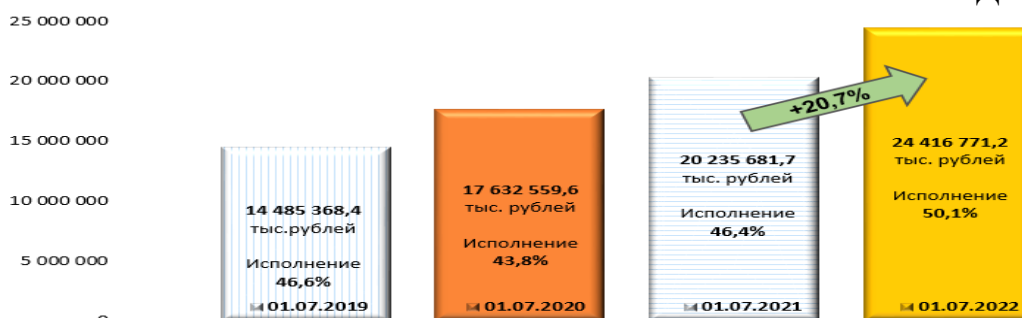 25 000 000
20 000 000
15 000 000
10 000 000
5 000 000
14 485 368,4
тыс.рублей
Исполнение
46,6%
01.07.2019
17 632 559,6
тыс. рублей
Исполнение
43,8%
01.07.2020
20 235 681,7
тыс. рублей
Исполнение
46,4%
01.07.2021
+20,7%
24 416 771,2
тыс. рублей
Исполнение
50,1%
01.07.2022